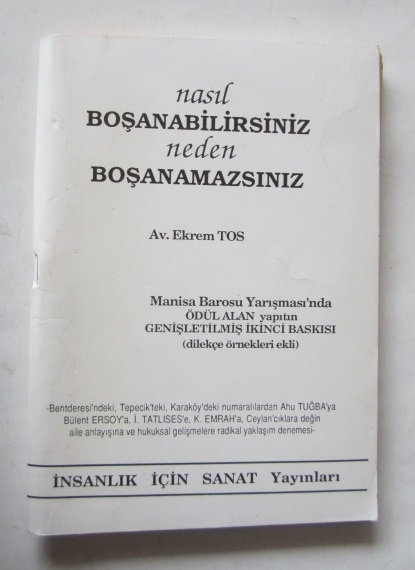 nasıl
BOŞANABİLİRSİNİZ
neden
BOŞANAMAZSINIZ
Av. Ekrem TOS
Manisa Barosu Yarışması'nda
ÖDÜL ALAN yapıtın
GENİŞLETİLMİŞ İKİNCİ BASKISI
(dilekçe örnekleri ekli)
-Bentderesi'ndeki, Tepecik'teki, Karaköy'deki numaralılardan Ahu TUĞBA'ya
Bülent ERSOY'a, İ. TATLISES'e, K. EMRAH'a, Ceylan'cıklara değin
aile anlayışına ve hukuksal gelişmelere radikal yaklaşım denemesi-
İNSANLIK İÇİN SANAT Yayınları